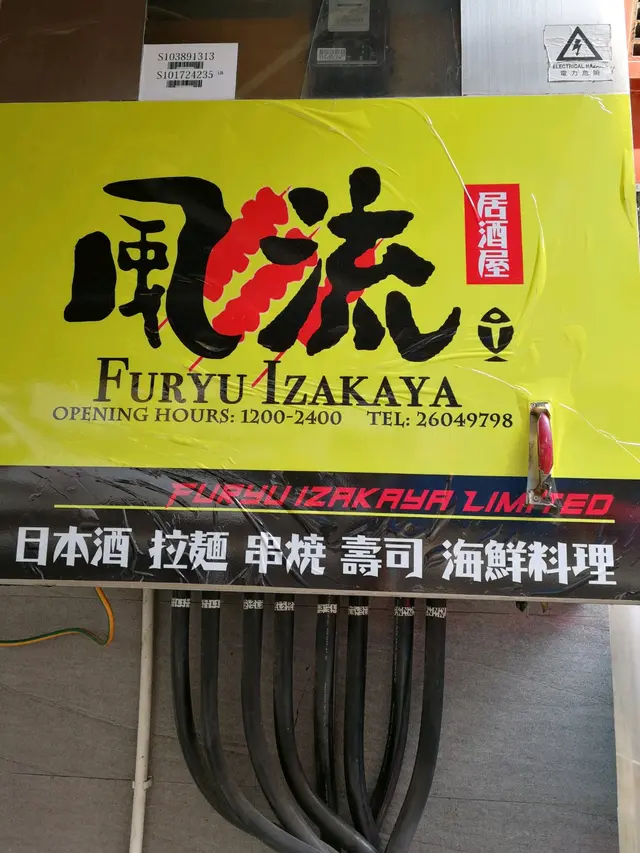 S103891313
S101724235
ELECTRICAL HAZARD
電力危險
風流
居酒屋
FURYU IZAKAYA
OPENING HOURS: 1200-2400 TEL: 26049798
FURYU IZAKAYA LIMITED
日本酒 拉麵 串燒 壽司 海鮮料理